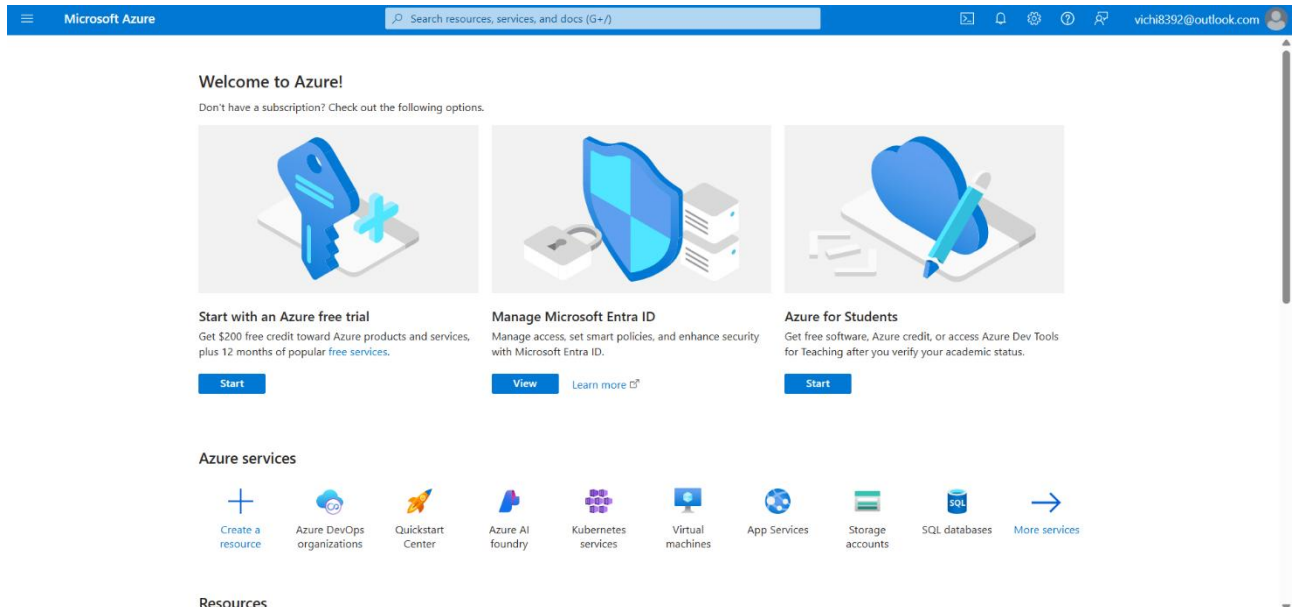 Microsoft Azure
Search resources, services, and docs (G+/)
vichi8392@outlook.com
Welcome to Azure!
Don't have a subscription? Check out the following options.
Start with an Azure free trial
Get $200 free credit toward Azure products and services,
plus 12 months of popular free services.
Start
Manage Microsoft Entra ID
Manage access, set smart policies, and enhance security
with Microsoft Entra ID.
View
Learn more
Azure for Students
Get free software, Azure credit, or access Azure Dev Tools
for Teaching after you verify your academic status.
Start
Azure services
Create a
resource
Azure DevOps
organizations
Quickstart
Center
Azure AI
foundry
Kubernetes
services
Virtual
machines
App Services
Storage
accounts
SQL
SQL databases
More services
Resources